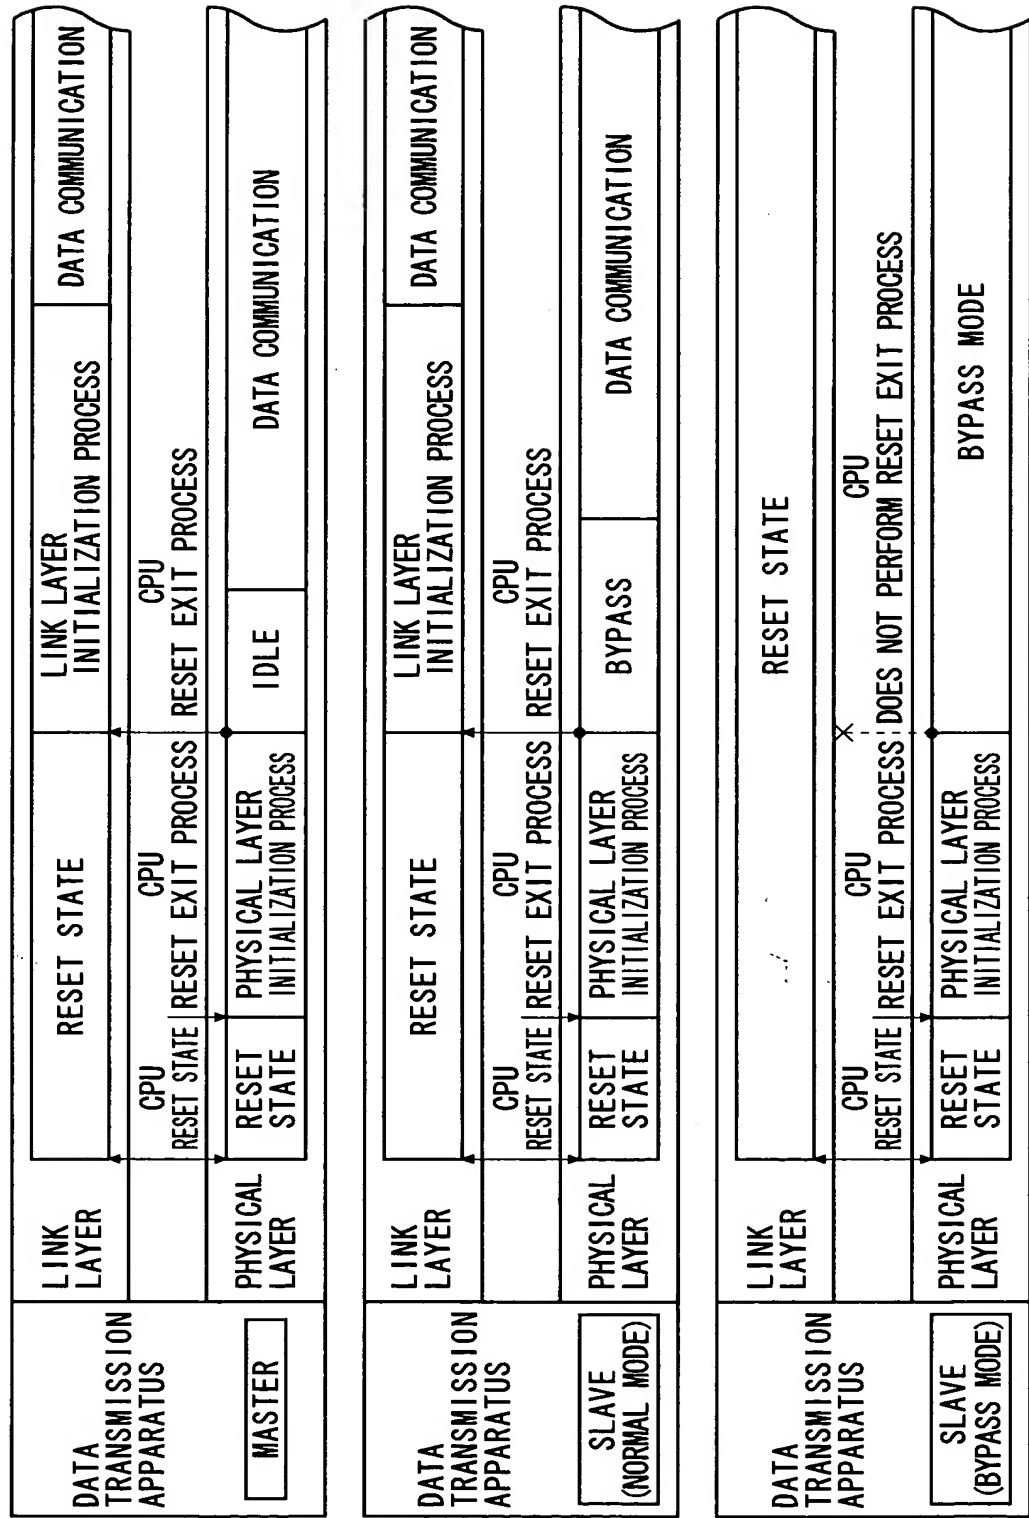 DATA
TRANSMISSION
APPARATUS
MASTER
LINK
LAYER
RESET STATE
LINK LAYER
INITIALIZATION PROCESS
DATA COMMUNICATION
CPU
RESET STATE
CPU
RESET EXIT PROCESS
CPU
RESET EXIT PROCESS
PHYSICAL
LAYER
RESET
STATE
PHYSICAL LAYER
INITIALIZATION PROCESS
IDLE
DATA COMMUNICATION
DATA
TRANSMISSION
APPARATUS
SLAVE
(NORMAL MODE)
LINK
LAYER
RESET STATE
LINK LAYER
INITIALIZATION PROCESS
DATA COMMUNICATION
CPU
RESET STATE
CPU
RESET EXIT PROCESS
CPU
RESET EXIT PROCESS
PHYSICAL
LAYER
RESET
STATE
PHYSICAL LAYER
INITIALIZATION PROCESS
BYPASS
DATA COMMUNICATION
DATA
TRANSMISSION
APPARATUS
SLAVE
(BYPASS MODE)
LINK
LAYER
RESET STATE
CPU
RESET STATE
CPU
RESET EXIT PROCESS
CPU
DOES NOT PERFORM RESET EXIT PROCESS
PHYSICAL
LAYER
RESET
STATE
PHYSICAL LAYER
INITIALIZATION PROCESS
BYPASS MODE